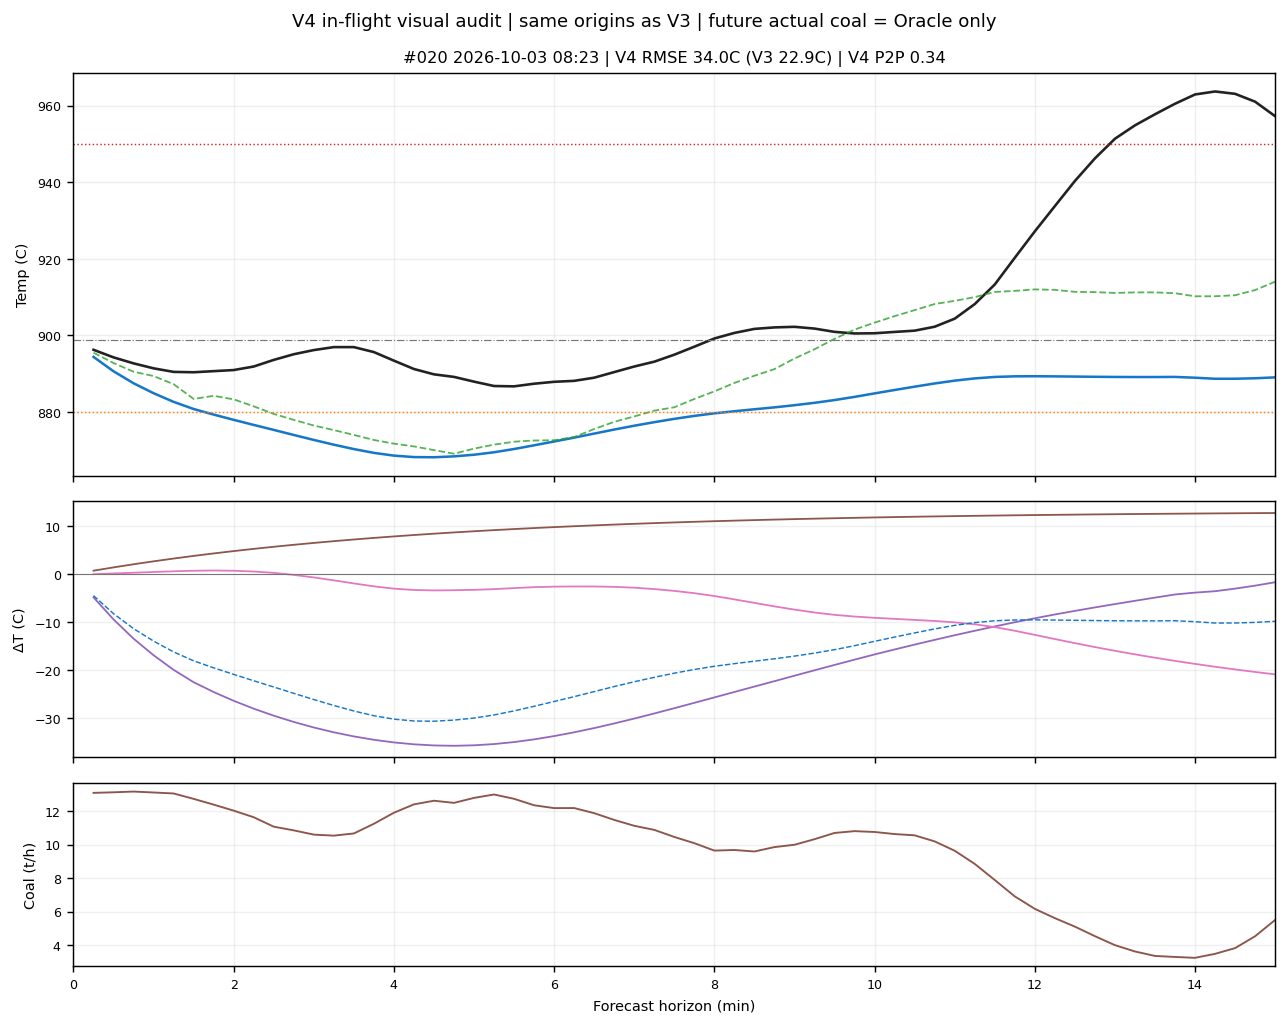 V4 in-flight visual audit | same origins as V3 | future actual coal = Oracle only
#020 2026-10-03 08:23 | V4 RMSE 34.0C (V3 22.9C) | V4 P2P 0.34
Temp (C)
960
940
920
900
880
ΔT (C)
10
0
−10
−20
−30
Coal (t/h)
12
10
8
6
4
0 2 4 6 8 10 12 14
Forecast horizon (min)